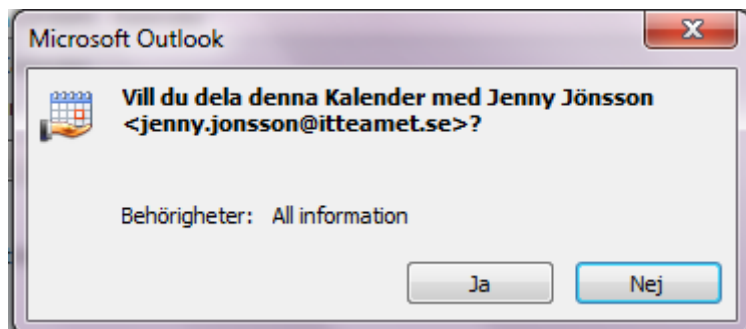 Microsoft Outlook
Vill du dela denna Kalender med Jenny Jönsson
<jenny.jonsson@itteamet.se>?
Behörigheter: All information
Ja Nej